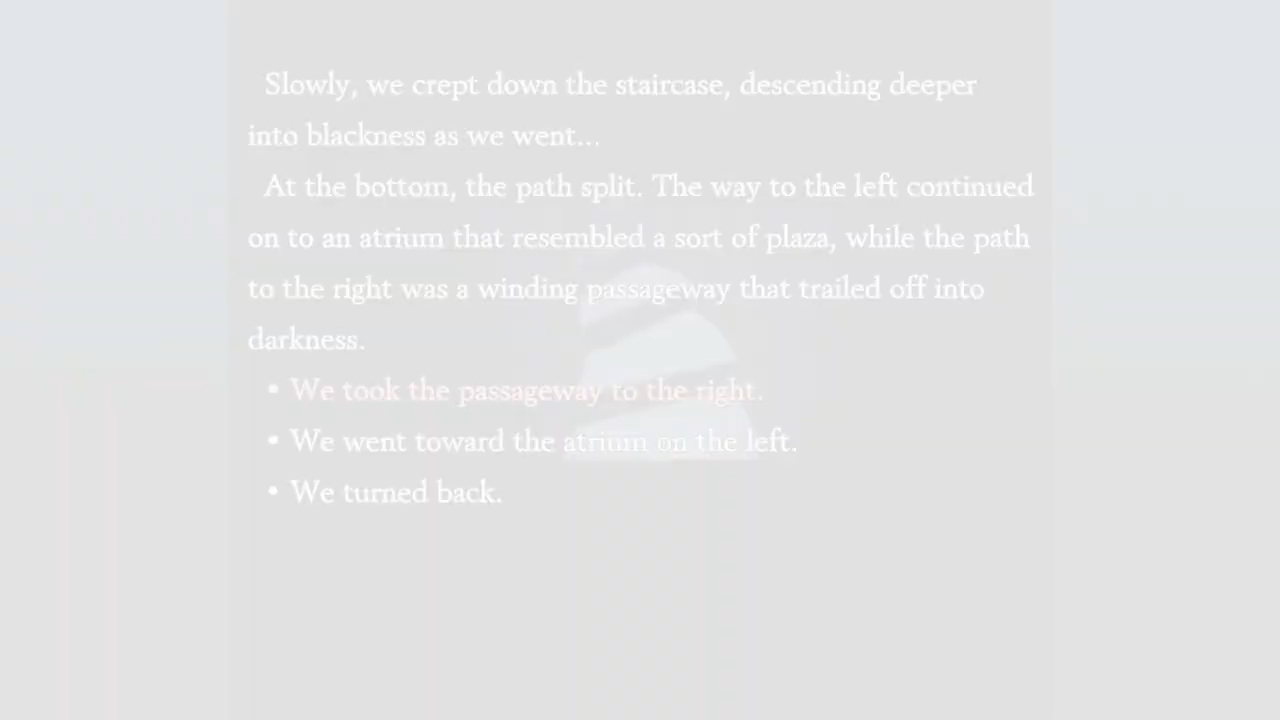 Slowly, we crept down the staircase, descending deeper
into blackness as we went...
At the bottom, the path split. The way to the left continued
on to an atrium that resembled a sort of plaza, while the path
to the right was a winding passageway that trailed off into
darkness.
• We took the passageway to the right.
• We went toward the atrium on the left.
• We turned back.